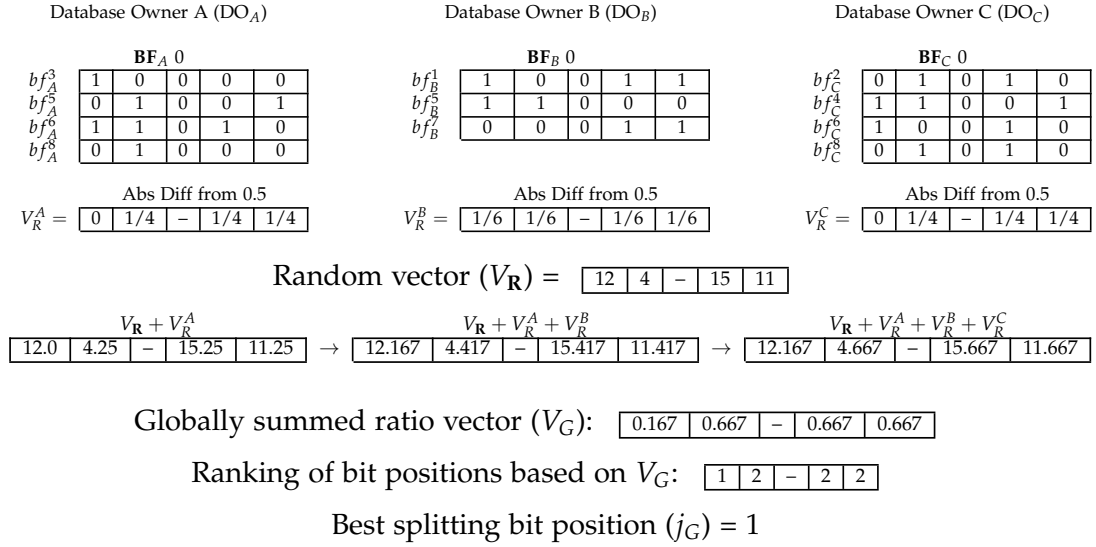 Database Owner A (DO_A) Database Owner B (DO_B) Database Owner C (DO_C)
BF_A 0 BF_B 0 BF_C 0
bf_A^3 1 0 0 0 0 bf_B^1 1 0 0 1 1 bf_C^2 0 1 0 1 0
bf_A^5 0 1 0 0 1 bf_B^5 1 1 0 0 0 bf_C^4 1 1 0 0 1
bf_A^6 1 1 0 1 0 bf_B^7 0 0 0 1 1 bf_C^6 1 0 0 1 0
bf_A^8 0 1 0 0 0 bf_C^8 0 1 0 1 0
Abs Diff from 0.5 Abs Diff from 0.5 Abs Diff from 0.5
V_R^A = 0 1/4 – 1/4 1/4 V_R^B = 1/6 1/6 – 1/6 1/6 V_R^C = 0 1/4 – 1/4 1/4
Random vector (V_R) = 12 4 – 15 11
V_R + V_R^A V_R + V_R^A + V_R^B V_R + V_R^A + V_R^B + V_R^C
12.0 4.25 – 15.25 11.25 → 12.167 4.417 – 15.417 11.417 → 12.167 4.667 – 15.667 11.667
Globally summed ratio vector (V_G): 0.167 0.667 – 0.667 0.667
Ranking of bit positions based on V_G: 1 2 – 2 2
Best splitting bit position (j_G) = 1